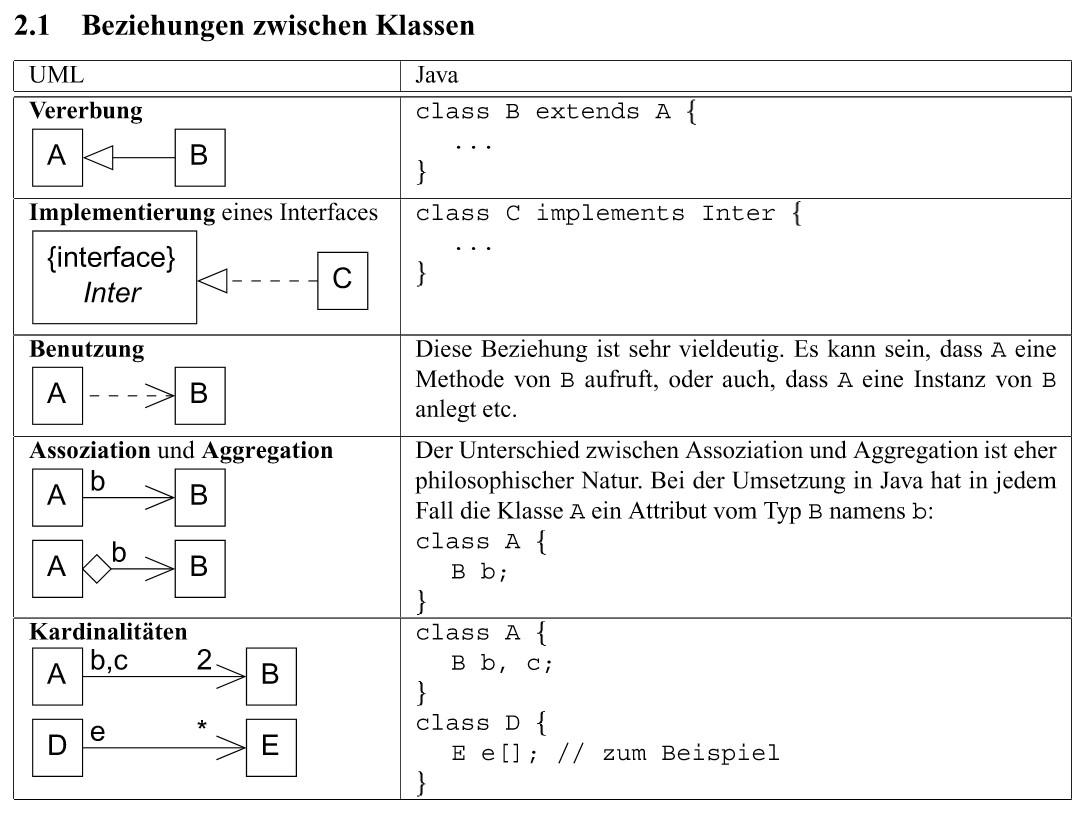 2.1 Beziehungen zwischen Klassen
UML
Java
Vererbung
A
B
class B extends A {
...
}
Implementierung eines Interfaces
{interface}
Inter
C
class C implements Inter {
...
}
Benutzung
A
B
Diese Beziehung ist sehr vieldeutig. Es kann sein, dass A eine
Methode von B aufruft, oder auch, dass A eine Instanz von B
anlegt etc.
Assoziation und Aggregation
A
b
B
A
b
B
Der Unterschied zwischen Assoziation und Aggregation ist eher
philosophischer Natur. Bei der Umsetzung in Java hat in jedem
Fall die Klasse A ein Attribut vom Typ B namens b:
class A {
B b;
}
Kardinalitäten
A
b,c
2
B
D
e
*
E
class A {
B b, c;
}
class D {
E e[]; // zum Beispiel
}